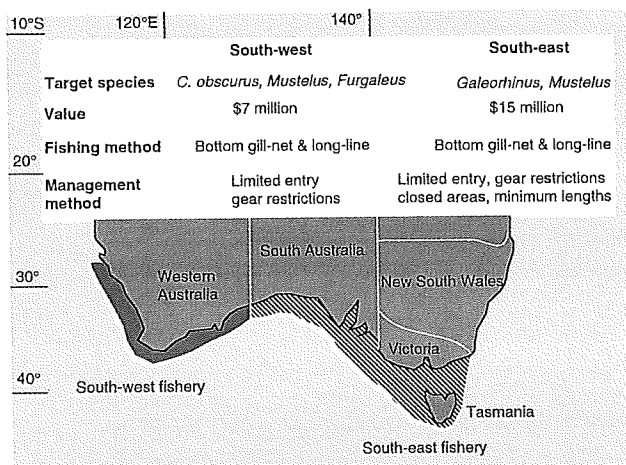 10°S 120°E 140°
South-west South-east
Target species C. obscurus, Mustelus, Furgaleus Galeorhinus, Mustelus
Value $7 million $15 million
Fishing method Bottom gill-net & long-line Bottom gill-net & long-line
20°
Management method Limited entry gear restrictions Limited entry, gear restrictions closed areas, minimum lengths
South Australia
30°
Western Australia
New South Wales
Victoria
40°
South-west fishery
Tasmania
South-east fishery